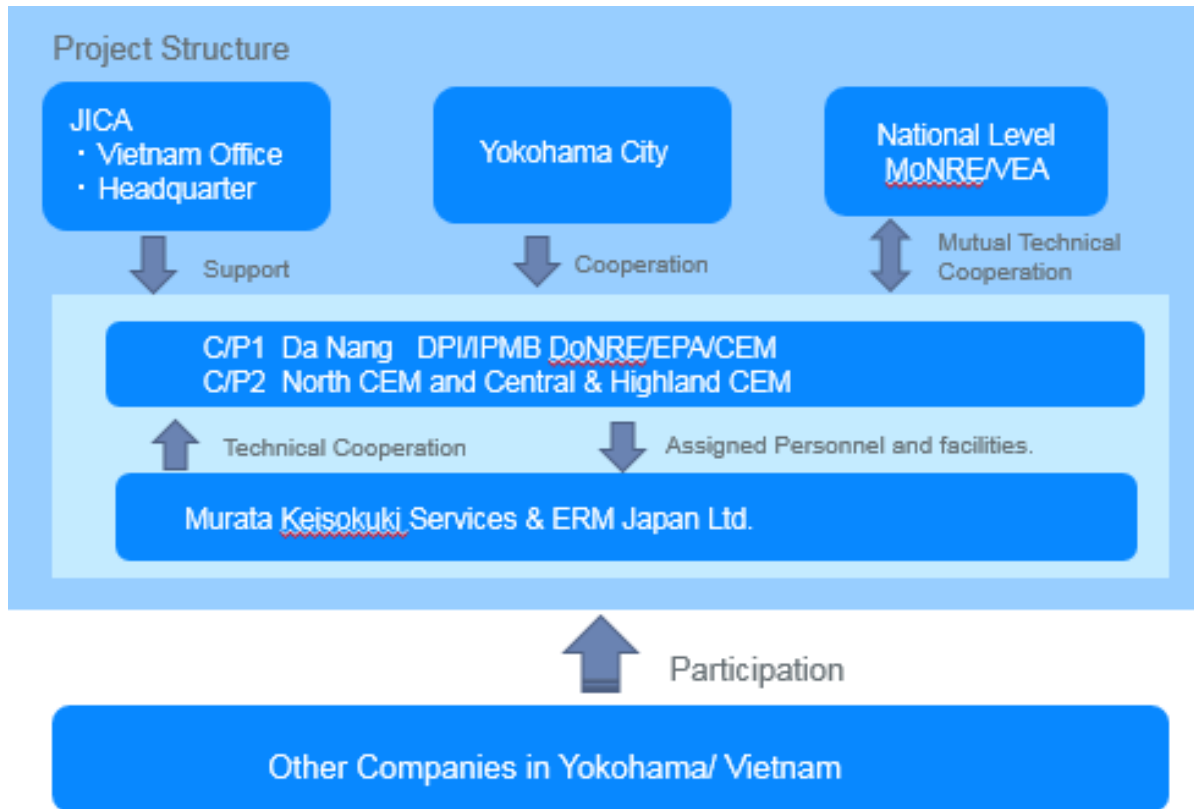 Project Structure
JICA
・Vietnam Office
・Headquarter
Yokohama City
National Level
MoNRE/VEA
Support
Cooperation
Mutual Technical
Cooperation
C/P1 Da Nang DPI/IPMB DoNRE/EPA/CEM
C/P2 North CEM and Central & Highland CEM
Technical Cooperation
Assigned Personnel and facilities.
Murata Keisokuki Services & ERM Japan Ltd.
Participation
Other Companies in Yokohama/ Vietnam